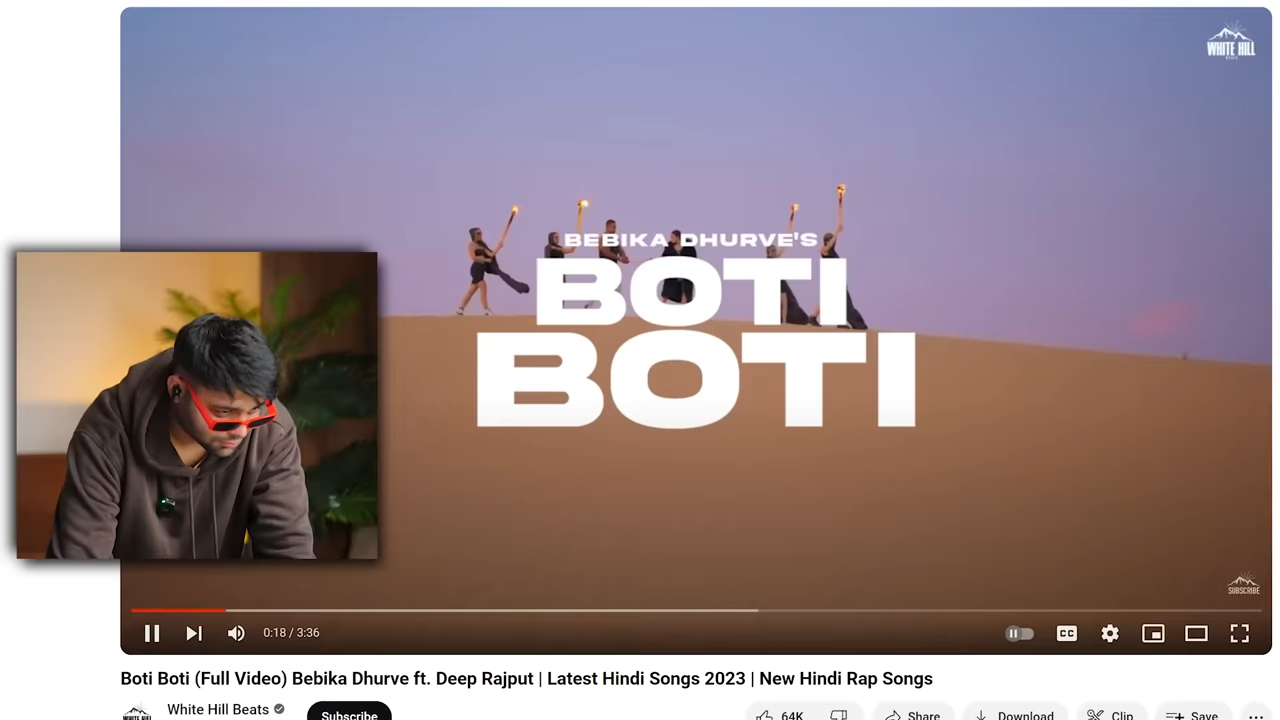 WHITE HILL
BEBIKA DHURVE'S
BOTI
BOTI
SUBSCRIBE
0:18 / 3:36
CC
Boti Boti (Full Video) Bebika Dhurve ft. Deep Rajput | Latest Hindi Songs 2023 | New Hindi Rap Songs
White Hill Beats
WHITE HILL
Subscribe
64K
Share
Download
Clip
Save